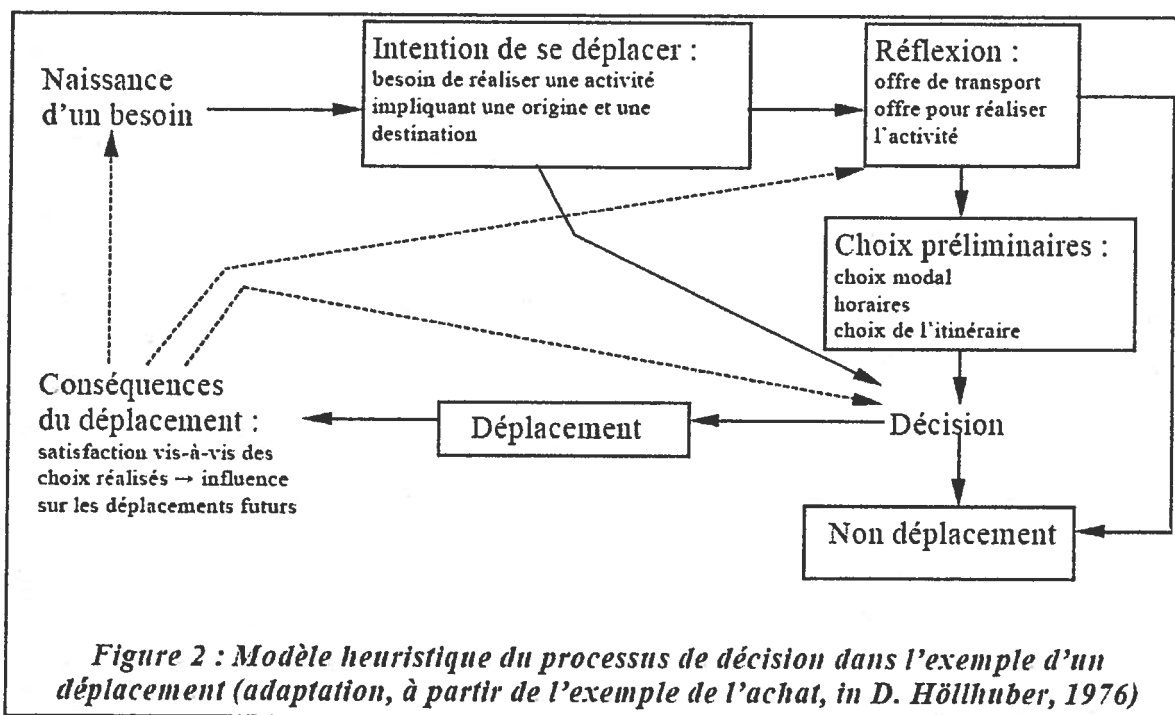 Naissance
d'un besoin
Intention de se déplacer :
besoin de réaliser une activité
impliquant une origine et une
destination
Réflexion :
offre de transport
offre pour réaliser
l'activité
Choix préliminaires :
choix modal
horaires
choix de l'itinéraire
Conséquences
du déplacement :
satisfaction vis-à-vis des
choix réalisés → influence
sur les déplacements futurs
Déplacement
Décision
Non déplacement
Figure 2 : Modèle heuristique du processus de décision dans l'exemple d'un
déplacement (adaptation, à partir de l'exemple de l'achat, in D. Höllhuber, 1976)